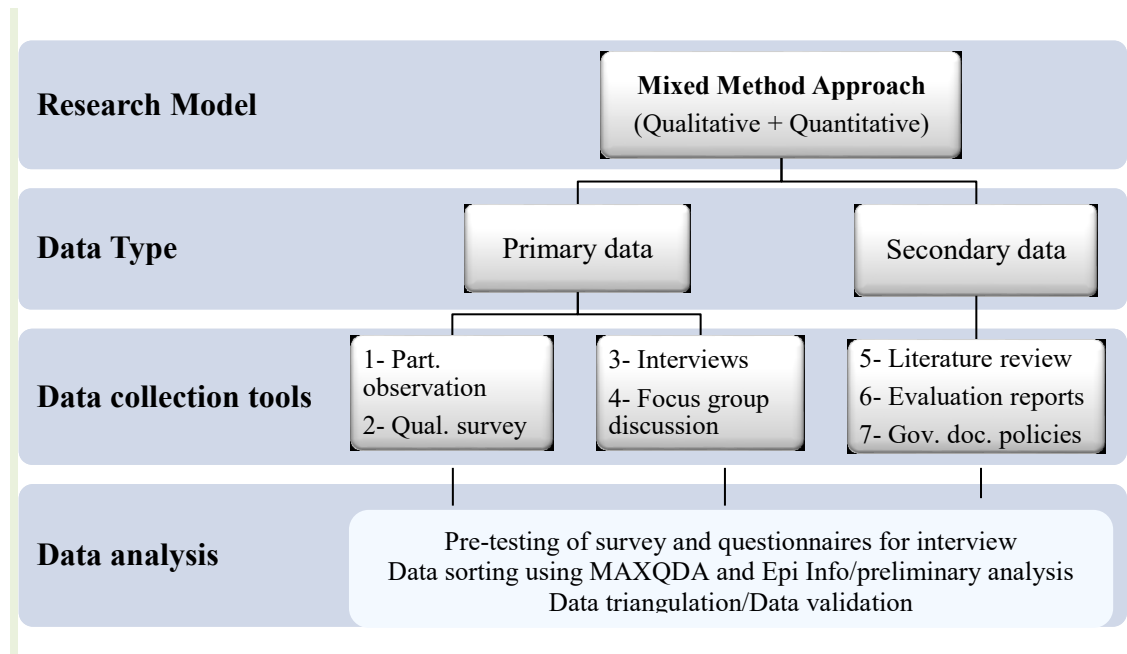 Research Model
Mixed Method Approach
(Qualitative + Quantitative)
Data Type
Primary data
Secondary data
Data collection tools
1- Part.
observation
2- Qual. survey
3- Interviews
4- Focus group
discussion
5- Literature review
6- Evaluation reports
7- Gov. doc. policies
Data analysis
Pre-testing of survey and questionnaires for interview
Data sorting using MAXQDA and Epi Info/preliminary analysis
Data triangulation/Data validation